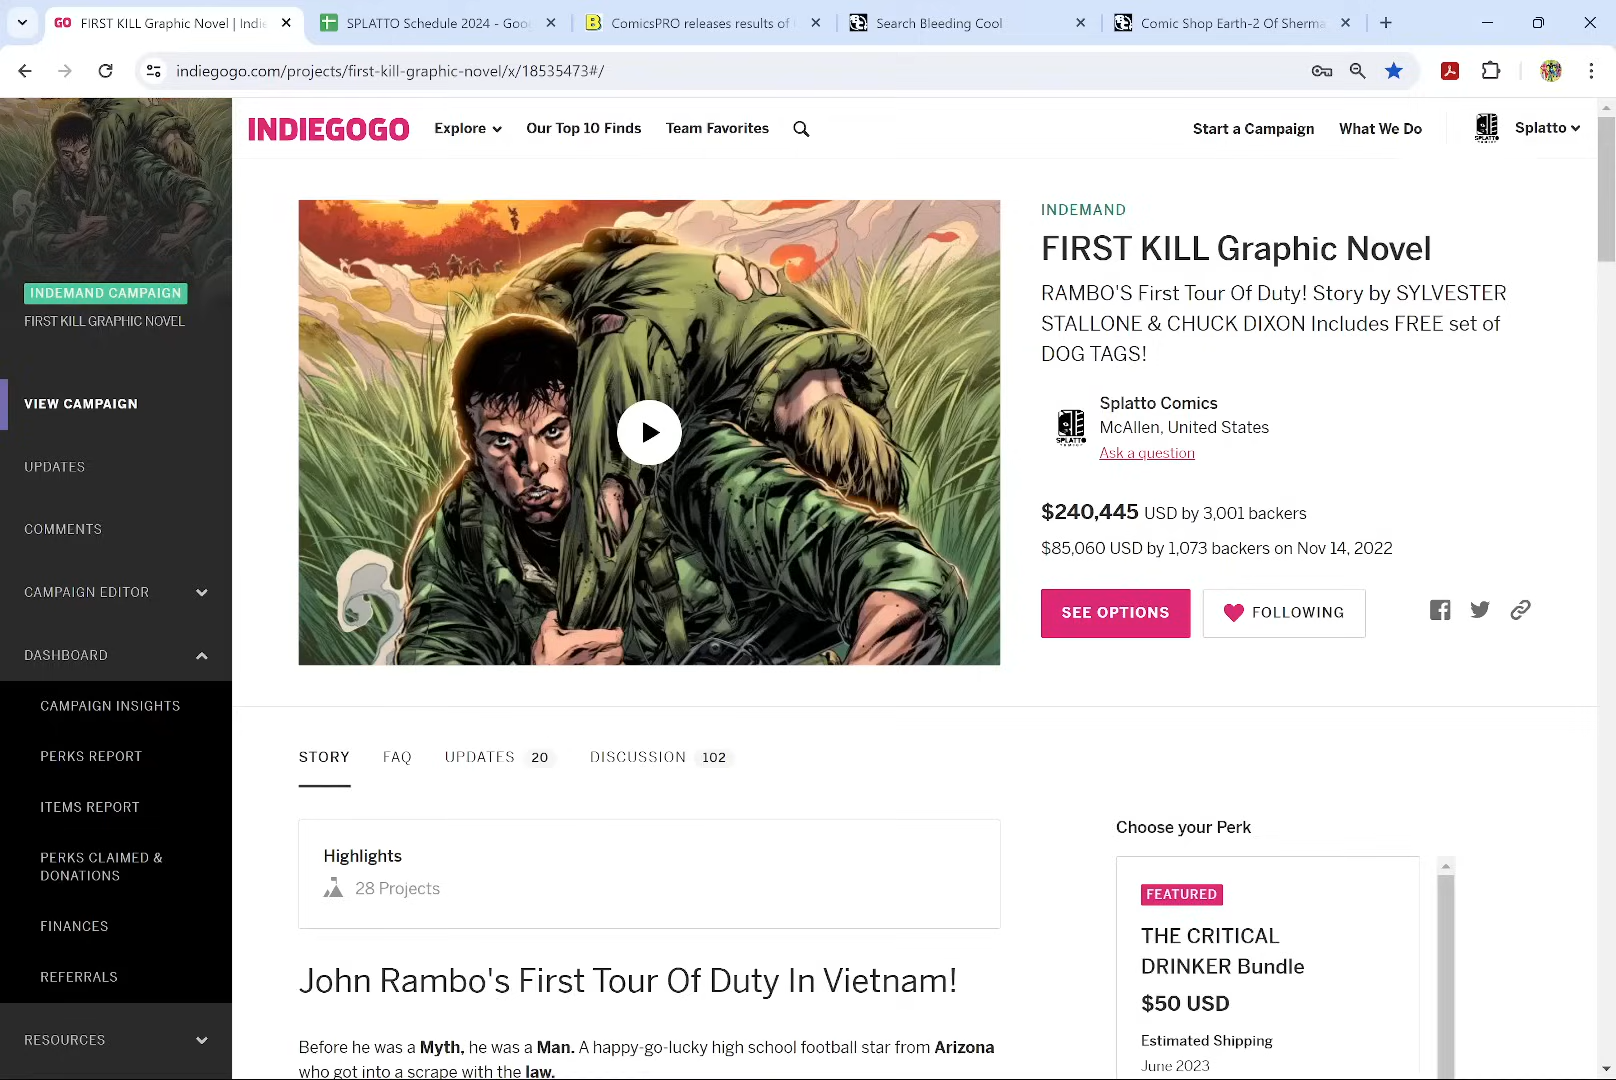 FIRST KILL Graphic Novel | Indie
SPLATTO Schedule 2024 - Goo
ComicsPRO releases results of
Search Bleeding Cool
Comic Shop Earth-2 Of Sherma
indiegogo.com/projects/first-kill-graphic-novel/x/18535473#/
INDEMAND CAMPAIGN
FIRST KILL GRAPHIC NOVEL
VIEW CAMPAIGN
UPDATES
COMMENTS
CAMPAIGN EDITOR
DASHBOARD
CAMPAIGN INSIGHTS
PERKS REPORT
ITEMS REPORT
PERKS CLAIMED &
DONATIONS
FINANCES
REFERRALS
RESOURCES
INDIEGOGO
Explore
Our Top 10 Finds
Team Favorites
Start a Campaign
What We Do
SPLATTO
Splatto
INDEMAND
FIRST KILL Graphic Novel
RAMBO'S First Tour Of Duty! Story by SYLVESTER
STALLONE & CHUCK DIXON Includes FREE set of
DOG TAGS!
SPLATTO
Splatto Comics
McAllen, United States
Ask a question
$240,445 USD by 3,001 backers
$85,060 USD by 1,073 backers on Nov 14, 2022
SEE OPTIONS
FOLLOWING
STORY
FAQ
UPDATES 20
DISCUSSION 102
Highlights
28 Projects
John Rambo's First Tour Of Duty In Vietnam!
Before he was a Myth, he was a Man. A happy-go-lucky high school football star from Arizona
who got into a scrape with the law.
Choose your Perk
FEATURED
THE CRITICAL
DRINKER Bundle
$50 USD
Estimated Shipping
June 2023